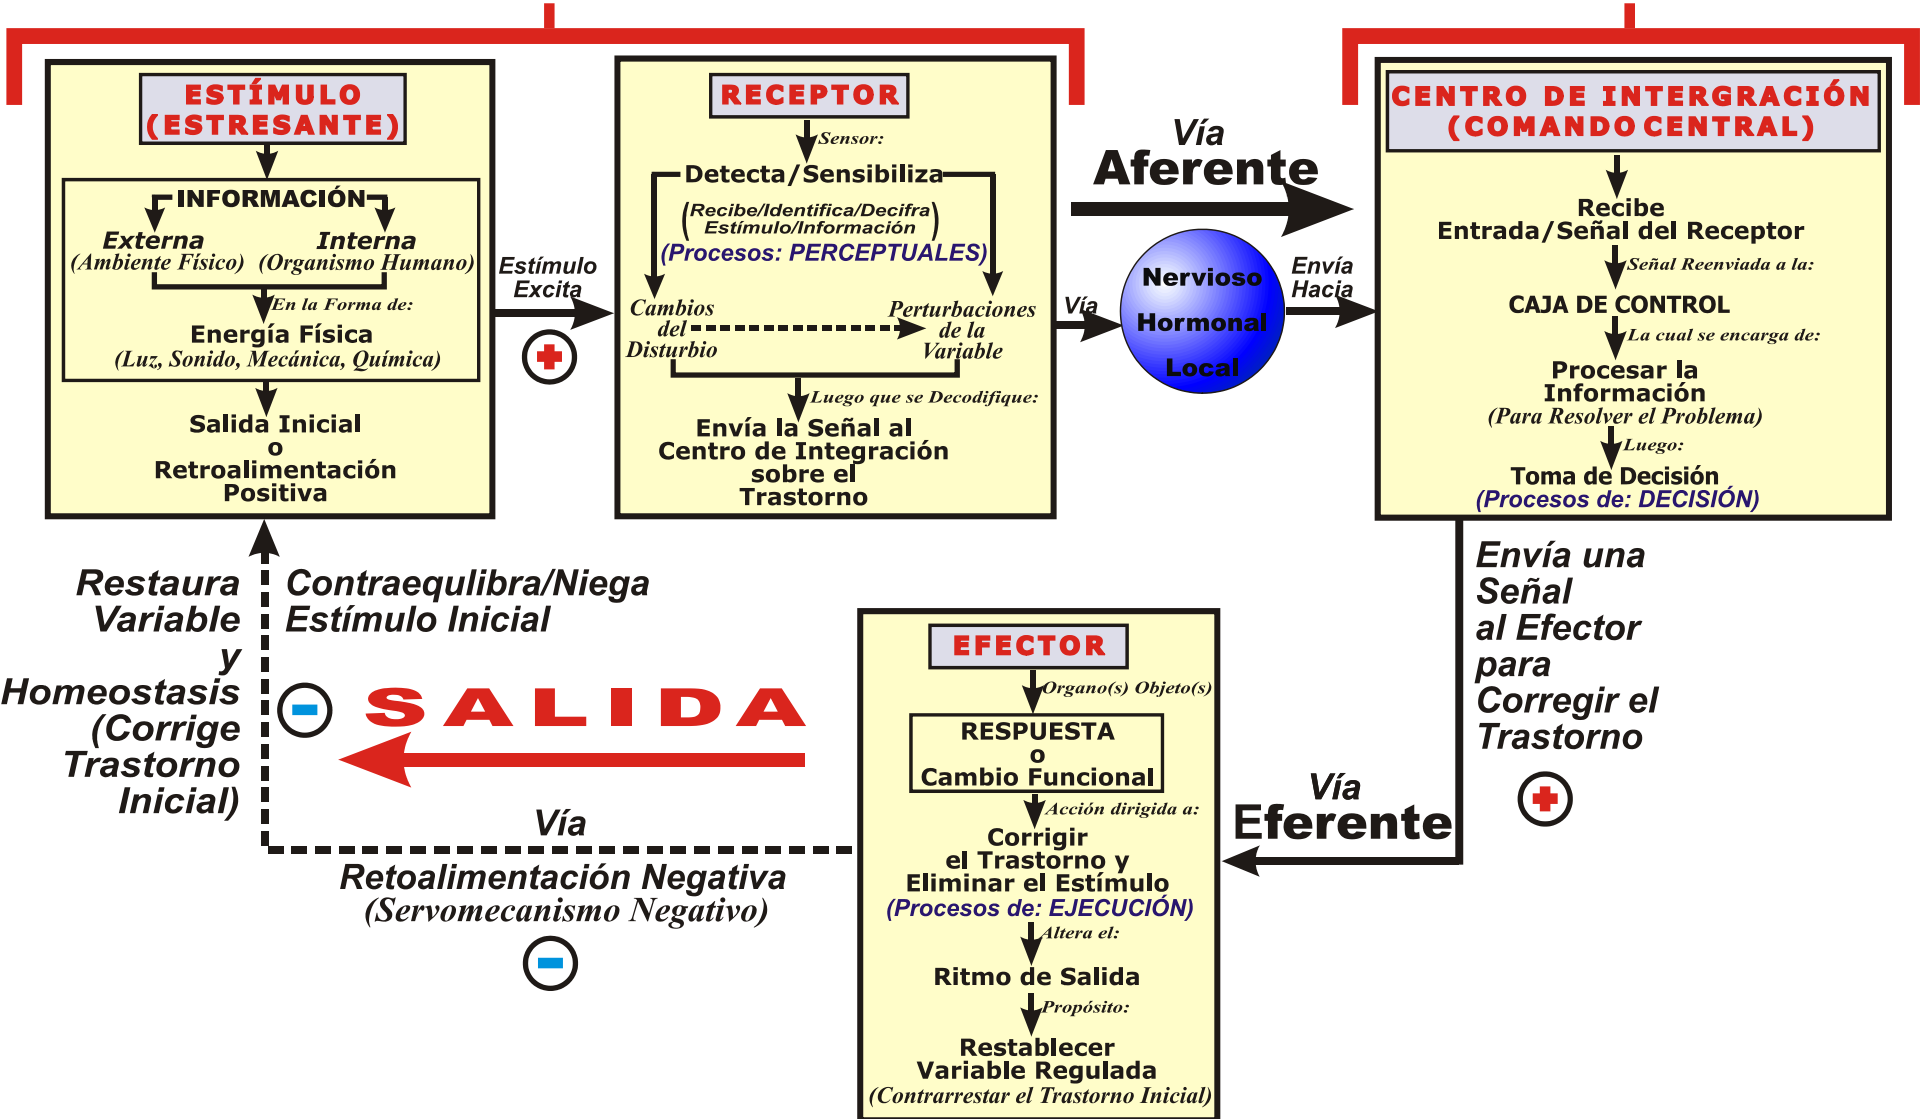 ESTÍMULO
(ESTRESANTE)
INFORMACIÓN
Externa
(Ambiente Físico)
Interna
(Organismo Humano)
En la Forma de:
Energía Física
(Luz, Sonido, Mecánica, Química)
Salida Inicial
o
Retroalimentación
Positiva
Estímulo
Excita
RECEPTOR
Sensor:
Detecta/Sensibiliza
(Recibe/Identifica/Decifra
Estímulo/Información)
(Procesos: PERCEPTUALES)
Cambios
del
Disturbio
Perturbaciones
de la
Variable
Luego que se Decodifique:
Envía la Señal al
Centro de Integración
sobre el
Trastorno
Vía
Aferente
Vía
Nervioso
Hormonal
Local
Envía
Hacia
CENTRO DE INTERGRACIÓN
(COMANDO CENTRAL)
Recibe
Entrada/Señal del Receptor
Señal Reenviada a la:
CAJA DE CONTROL
La cual se encarga de:
Procesar la
Información
(Para Resolver el Problema)
Luego:
Toma de Decisión
(Procesos de: DECISIÓN)
Envía una
Señal
al Efector
para
Corregir el
Trastorno
Vía
Eferente
EFECTOR
Organo(s) Objeto(s)
RESPUESTA
o
Cambio Funcional
Acción dirigida a:
Corrigir
el Trastorno y
Eliminar el Estímulo
(Procesos de: EJECUCIÓN)
Altera el:
Ritmo de Salida
Propósito:
Restablecer
Variable Regulada
(Contrarrestar el Trastorno Inicial)
SALIDA
Vía
Retoalimentación Negativa
(Servomecanismo Negativo)
Contraequlibra/Niega
Estímulo Inicial
Restaura
Variable
y
Homeostasis
(Corrige
Trastorno
Inicial)